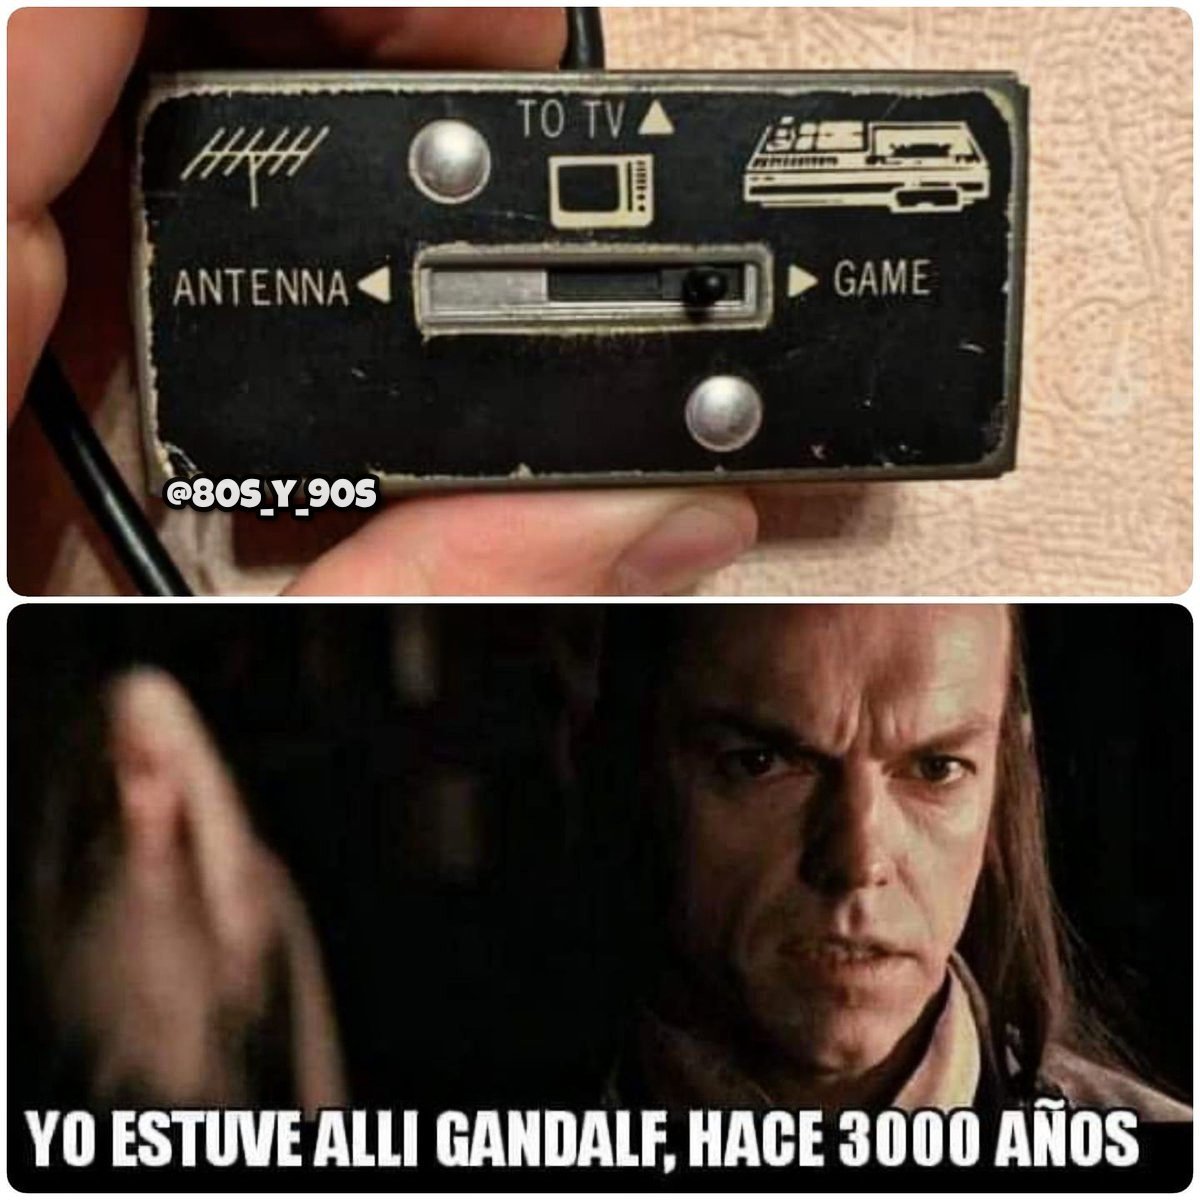 TO TV
ANTENNA
GAME
@80S_Y_90S
YO ESTUVE ALLI GANDALF, HACE 3000 AÑOS